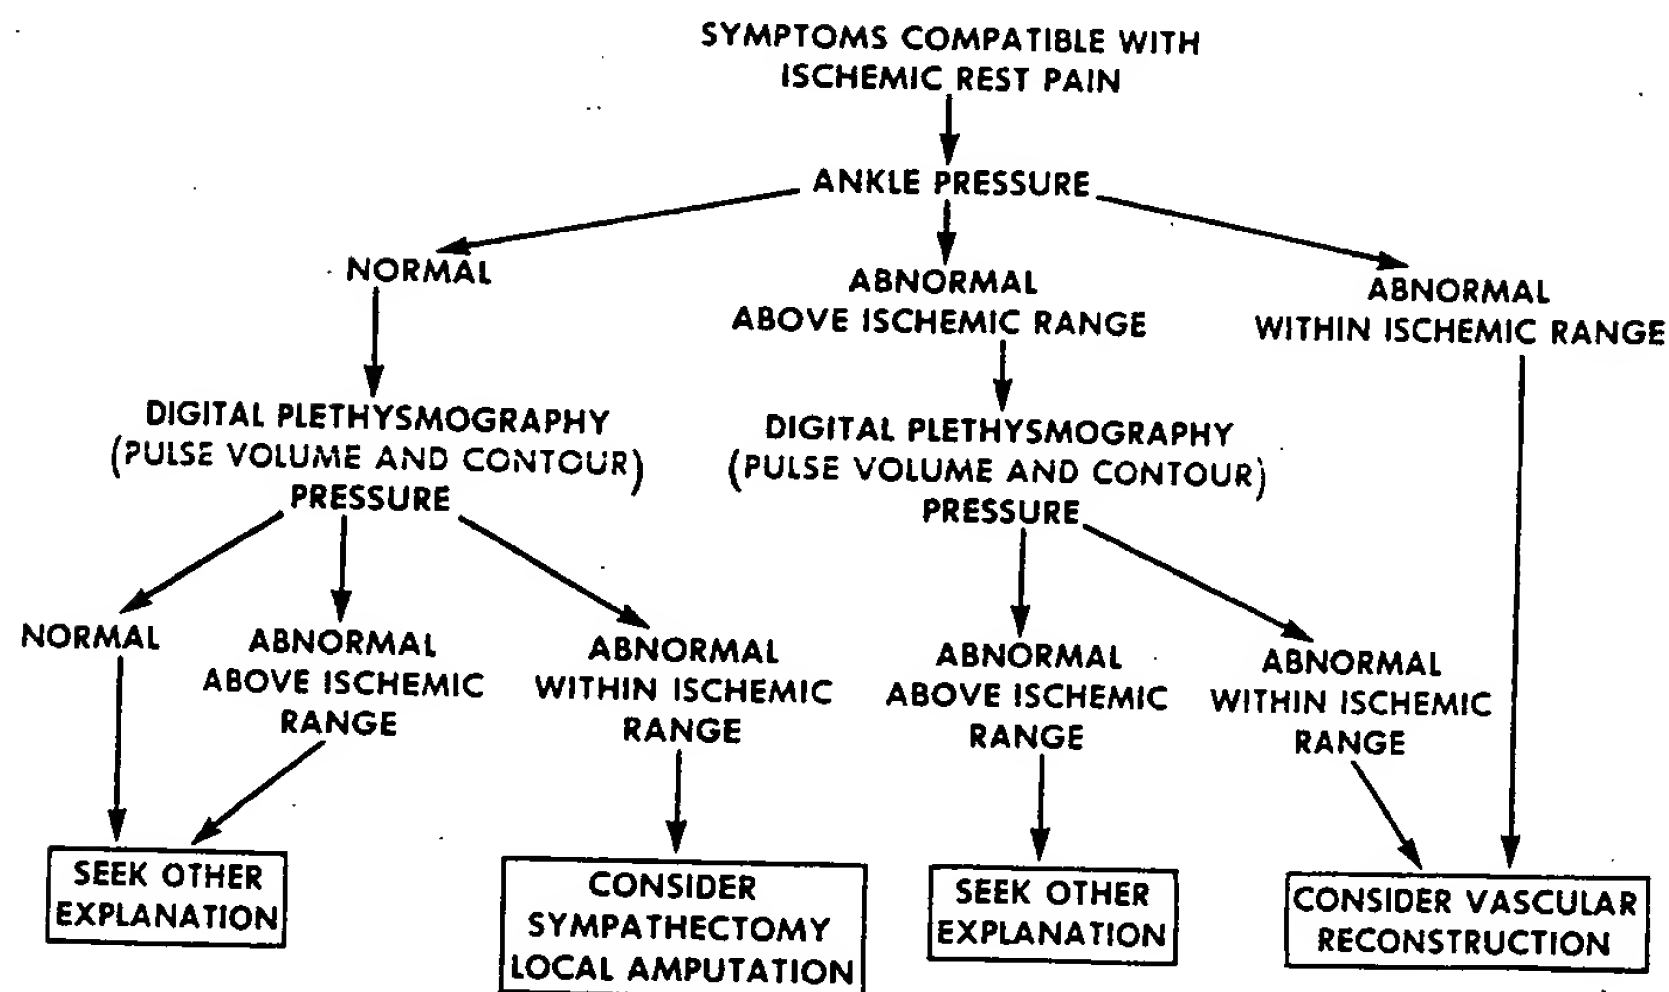 SYMPTOMS COMPATIBLE WITH
ISCHEMIC REST PAIN
ANKLE PRESSURE
NORMAL
ABNORMAL
ABOVE ISCHEMIC RANGE
ABNORMAL
WITHIN ISCHEMIC RANGE
DIGITAL PLETHYSMOGRAPHY
(PULSE VOLUME AND CONTOUR)
PRESSURE
DIGITAL PLETHYSMOGRAPHY
(PULSE VOLUME AND CONTOUR)
PRESSURE
NORMAL
ABNORMAL
ABOVE ISCHEMIC
RANGE
ABNORMAL
WITHIN ISCHEMIC
RANGE
ABNORMAL
ABOVE ISCHEMIC
RANGE
ABNORMAL
WITHIN ISCHEMIC
RANGE
SEEK OTHER
EXPLANATION
CONSIDER
SYMPATHECTOMY
LOCAL AMPUTATION
SEEK OTHER
EXPLANATION
CONSIDER VASCULAR
RECONSTRUCTION